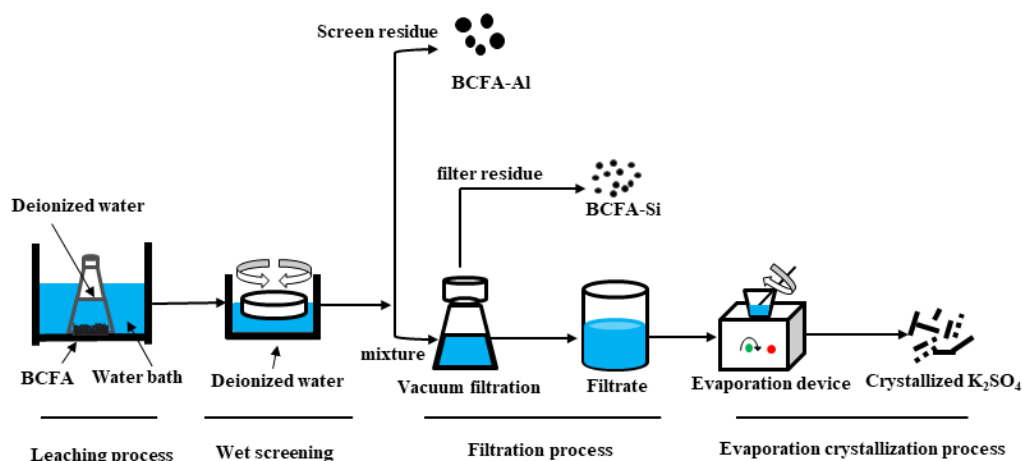 Screen residue
BCFA-Al
filter residue
BCFA-Si
Deionized water
mixture
BCFA
Water bath
Deionized water
Vacuum filtration
Filtrate
Evaporation device
Crystallized K₂SO₄
Leaching process
Wet screening
Filtration process
Evaporation crystallization process